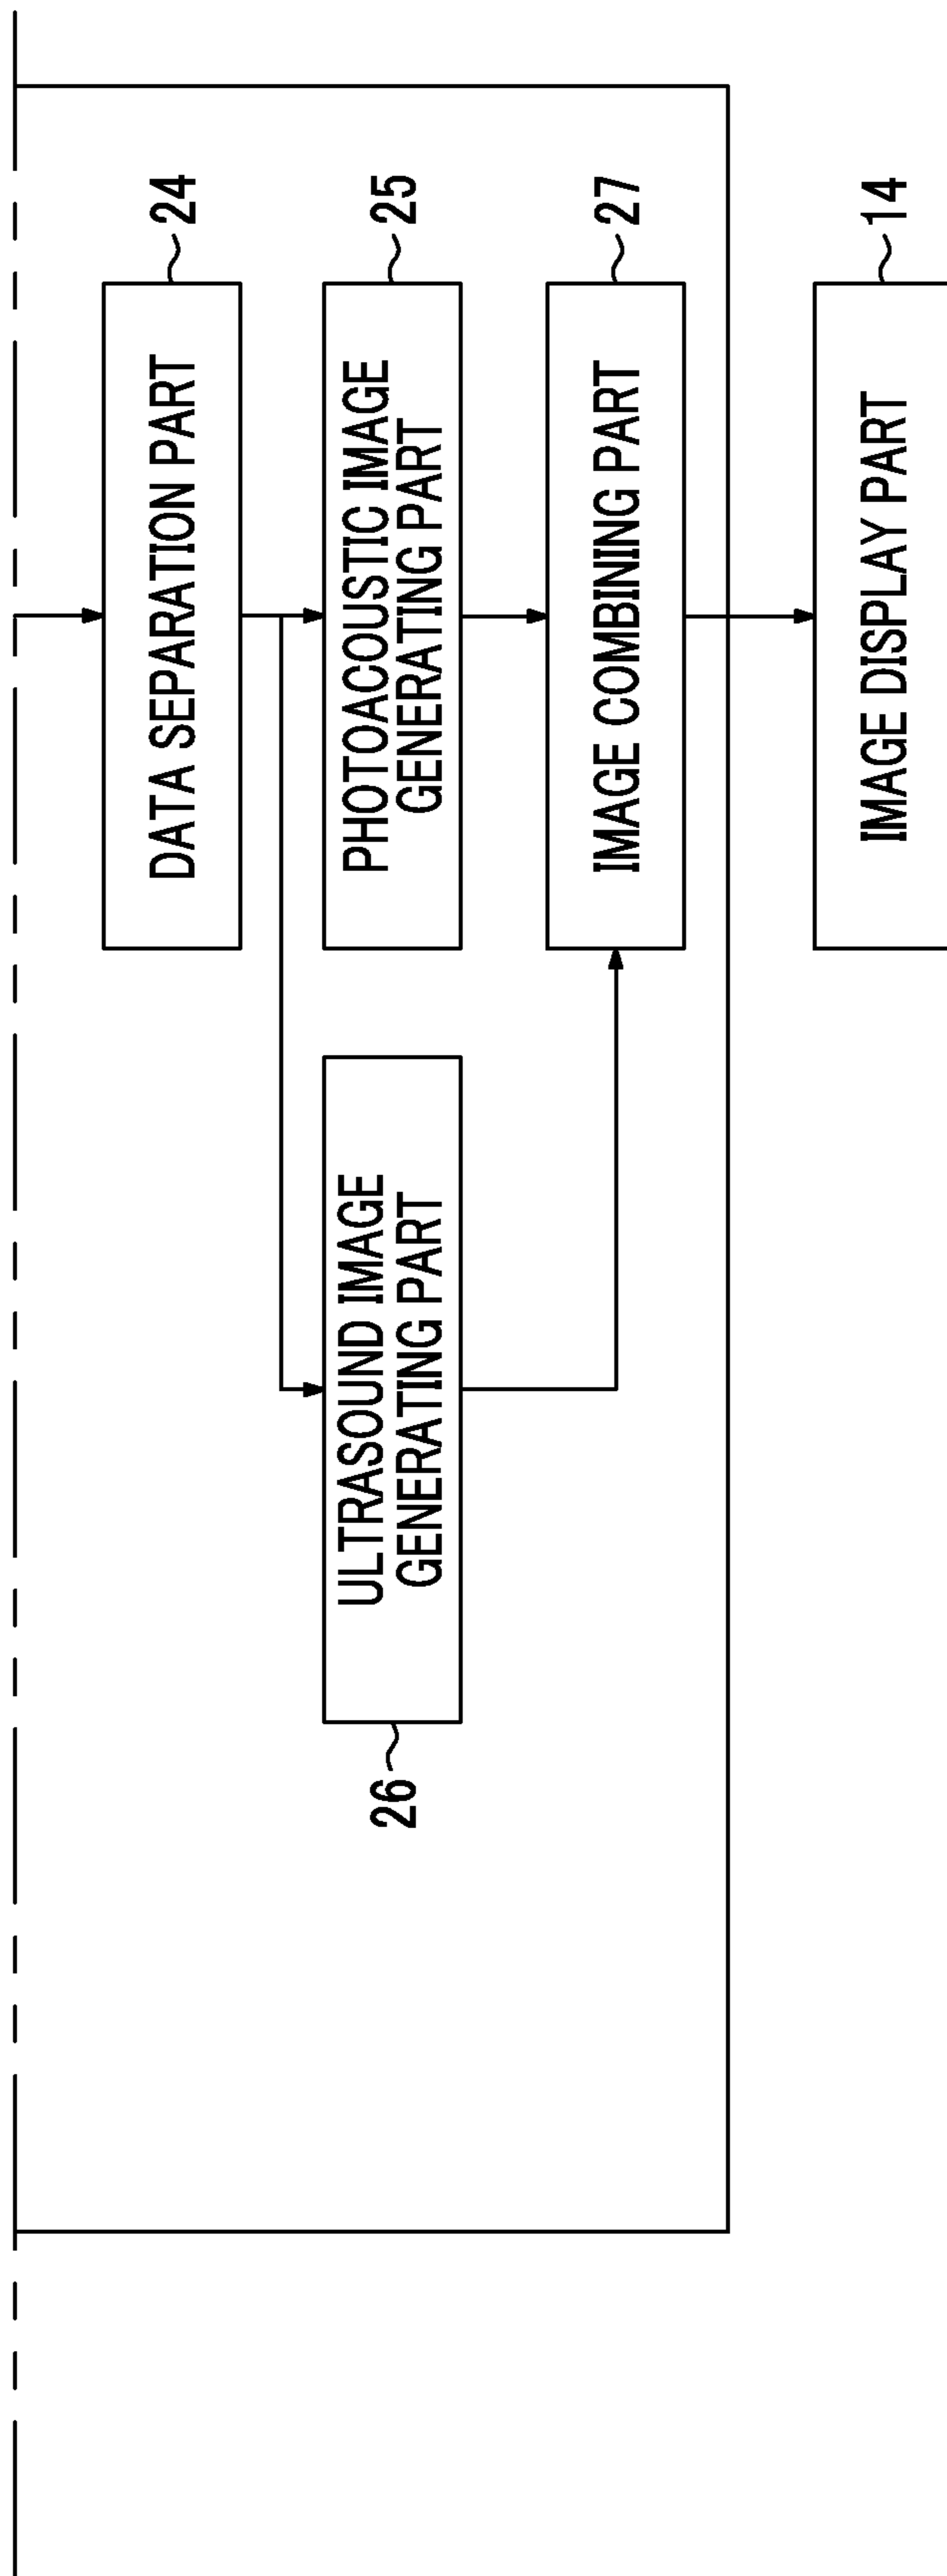 24
DATA SEPARATION PART
25
PHOTOACOUSTIC IMAGE
GENERATING PART
26
ULTRASOUND IMAGE
GENERATING PART
27
IMAGE COMBINING PART
14
IMAGE DISPLAY PART